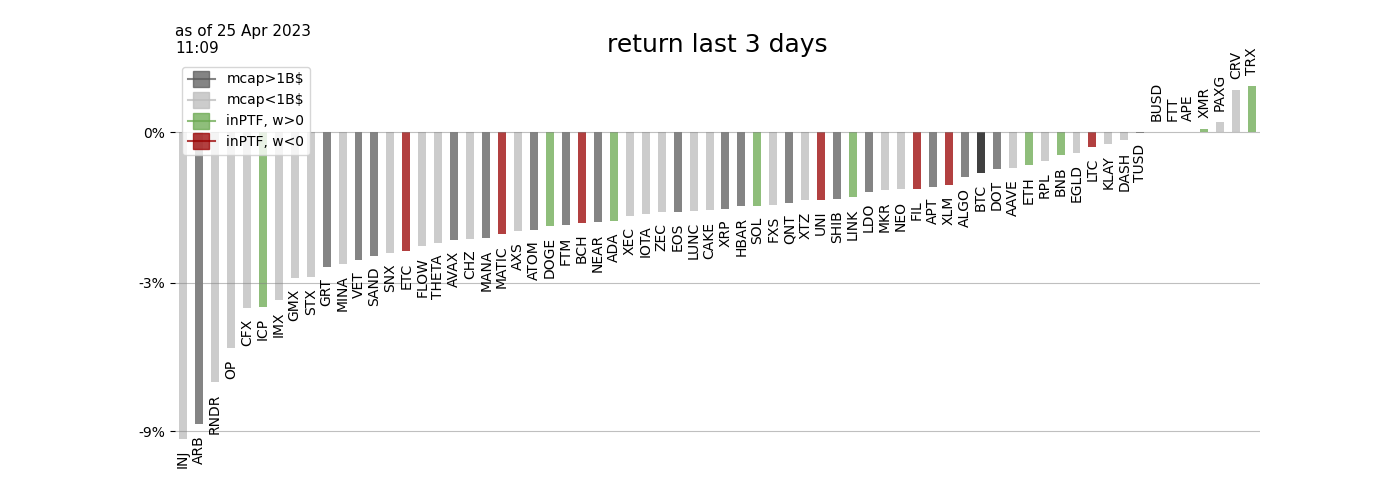 as of 25 Apr 2023
11:09
return last 3 days
mcap>1B$
mcap<1B$
inPTF, w>0
inPTF, w<0
0%
-3%
-9%
INJ
ARB
RNDR
OP
CFX
ICP
IMX
GMX
STX
GRT
MINA
VET
SAND
SNX
ETC
FLOW
THETA
AVAX
CHZ
MANA
MATIC
AXS
ATOM
DOGE
FTM
BCH
NEAR
ADA
XEC
IOTA
ZEC
EOS
LUNC
CAKE
XRP
HBAR
SOL
FXS
QNT
XTZ
UNI
SHIB
LINK
LDO
MKR
NEO
FIL
APT
XLM
ALGO
BTC
DOT
AAVE
ETH
RPL
BNB
EGLD
LTC
KLAY
DASH
TUSD
BUSD
FTT
APE
XMR
PAXG
CRV
TRX